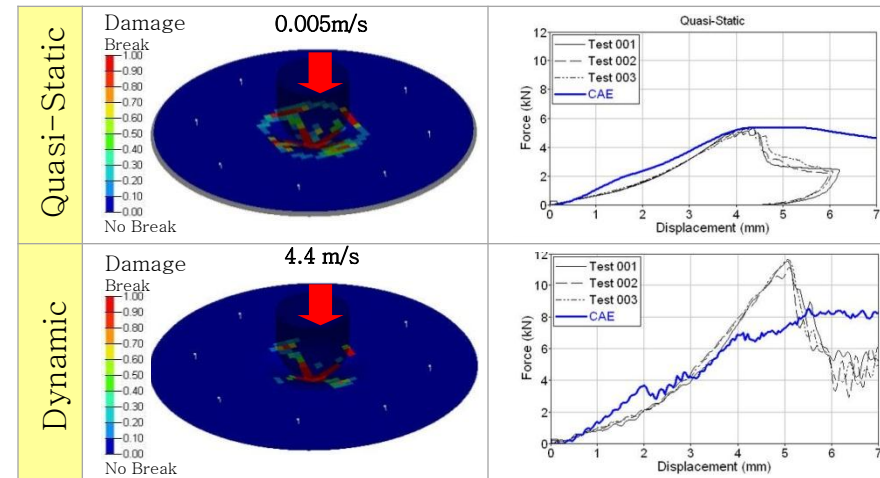 Quasi-Static
Damage
Break
1.00
0.90
0.80
0.70
0.60
0.50
0.40
0.30
0.20
0.10
0.00
No Break
0.005m/s
Quasi-Static
Test 001
Test 002
Test 003
CAE
Force (kN)
12
10
8
6
4
2
0
0 1 2 3 4 5 6 7
Displacement (mm)
Dynamic
Damage
Break
1.00
0.90
0.80
0.70
0.60
0.50
0.40
0.30
0.20
0.10
0.00
No Break
4.4 m/s
Test 001
Test 002
Test 003
CAE
Force (kN)
12
10
8
6
4
2
0
0 1 2 3 4 5 6 7
Displacement (mm)